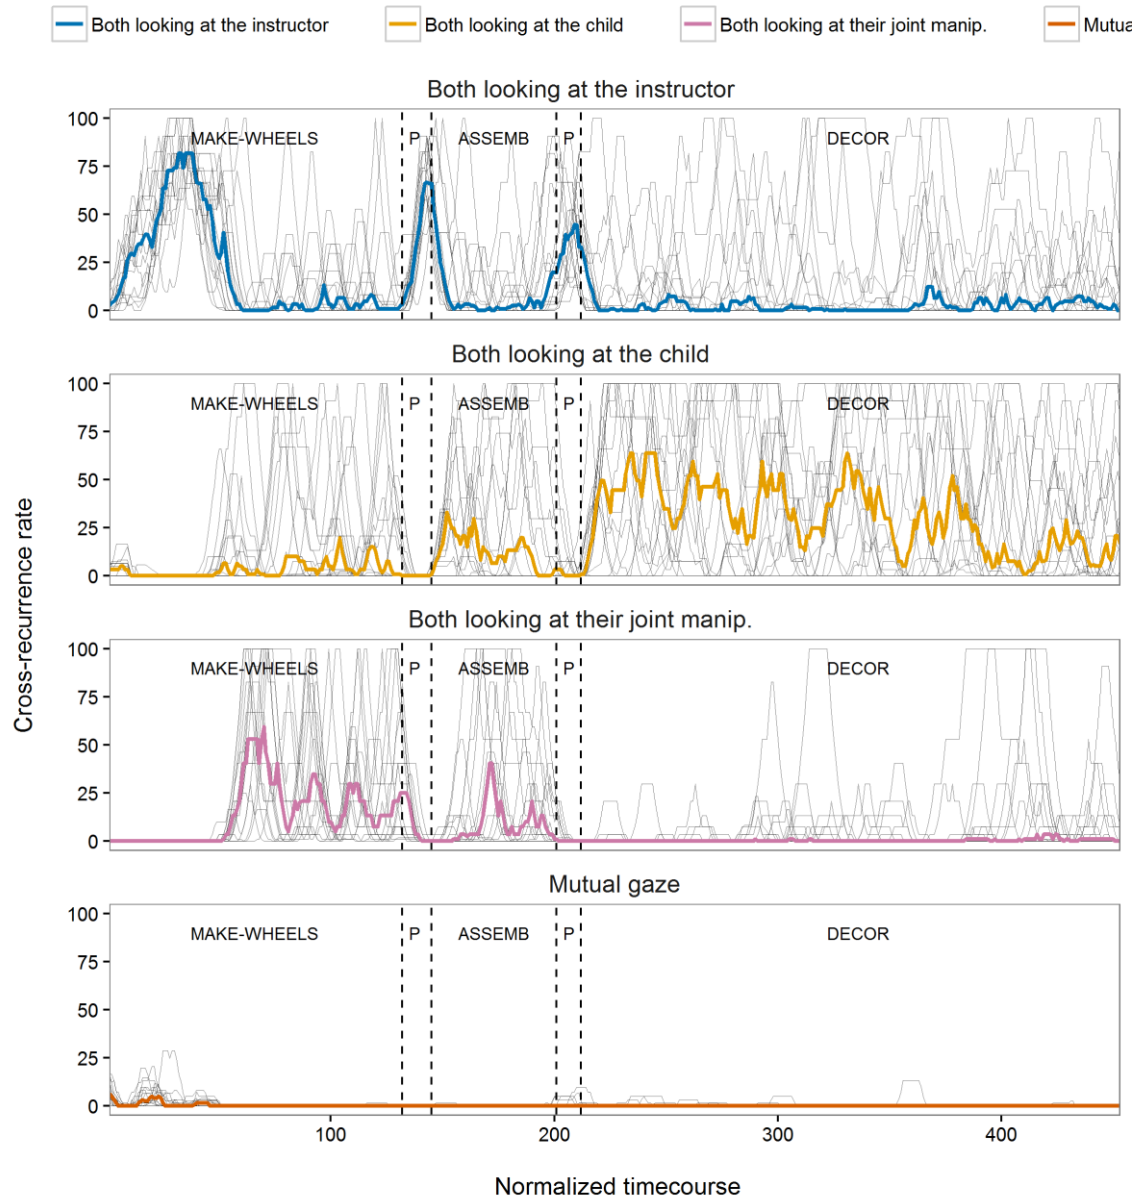 Both looking at the instructor Both looking at the child Both looking at their joint manip. Mutua
Both looking at the instructor
100
75
50
25
0
MAKE-WHEELS P ASSEMB P DECOR
Both looking at the child
100
75
50
25
0
MAKE-WHEELS P ASSEMB P DECOR
Cross-recurrence rate
Both looking at their joint manip.
100
75
50
25
0
MAKE-WHEELS P ASSEMB P DECOR
Mutual gaze
100
75
50
25
0
MAKE-WHEELS P ASSEMB P DECOR
100 200 300 400
Normalized timecourse